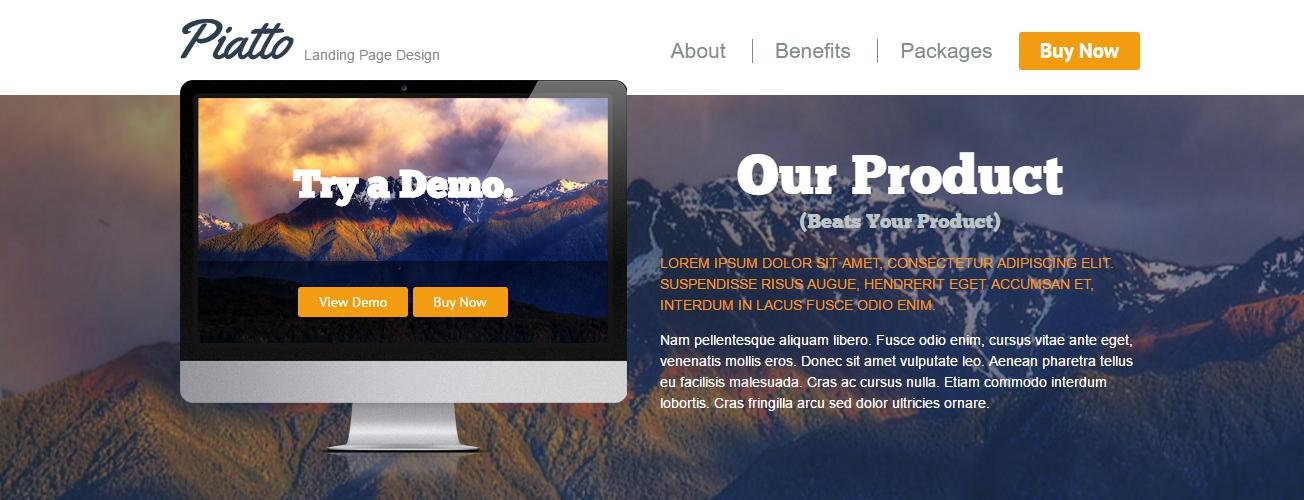 Piatto
Landing Page Design
About
Benefits
Packages
Buy Now
Try a Demo.
View Demo
Buy Now
Our Product
(Beats Your Product)
LOREM IPSUM DOLOR SIT AMET, CONSECTETUR ADIPISCING ELIT.
SUSPENDISSE RISUS AUGUE, HENDRERIT EGET ACCUMSAN ET,
INTERDUM IN LACUS FUSCE ODIO ENIM.
Nam pellentesque aliquam libero. Fusce odio enim, cursus vitae ante eget,
venenatis mollis eros. Donec sit amet vulputate leo. Aenean pharetra tellus
eu facilisis malesuada. Cras ac cursus nulla. Etiam commodo interdum
lobortis. Cras fringilla arcu sed dolor ultricies ornare.